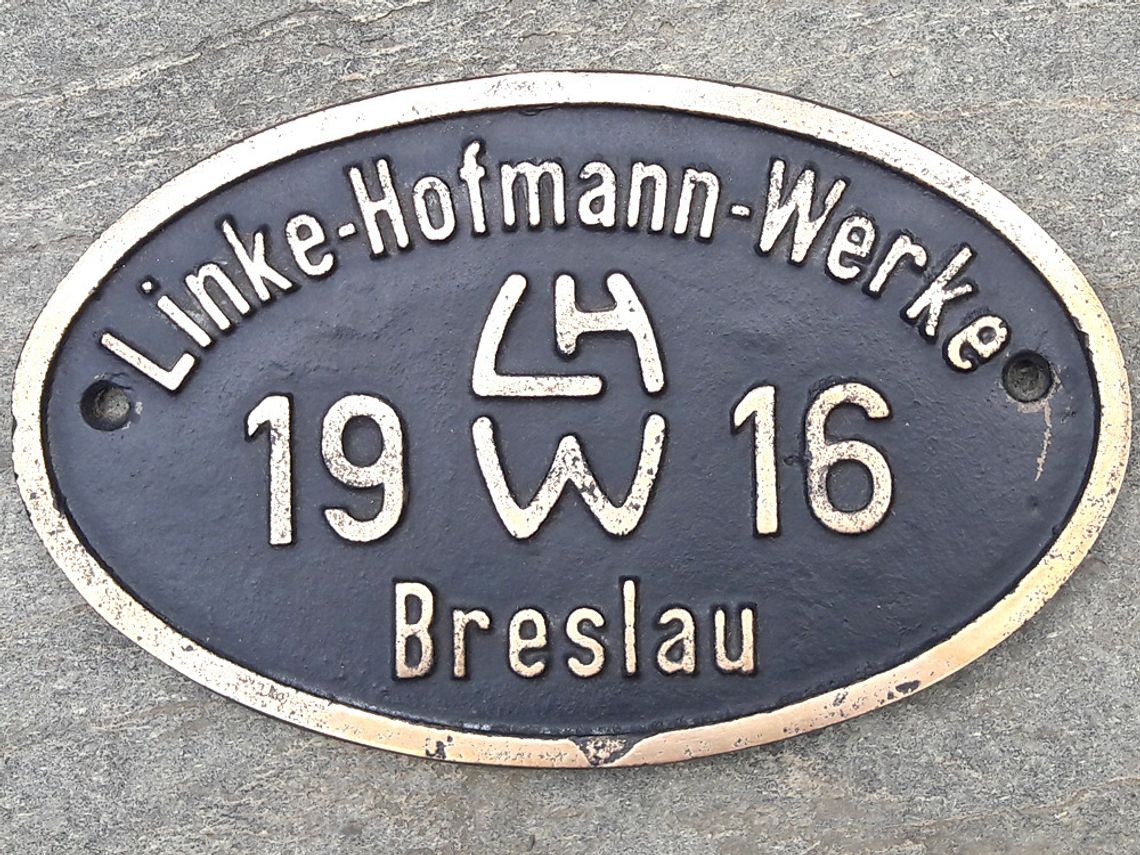 Linke-Hofmann-Werke
LH
19 W 16
Breslau